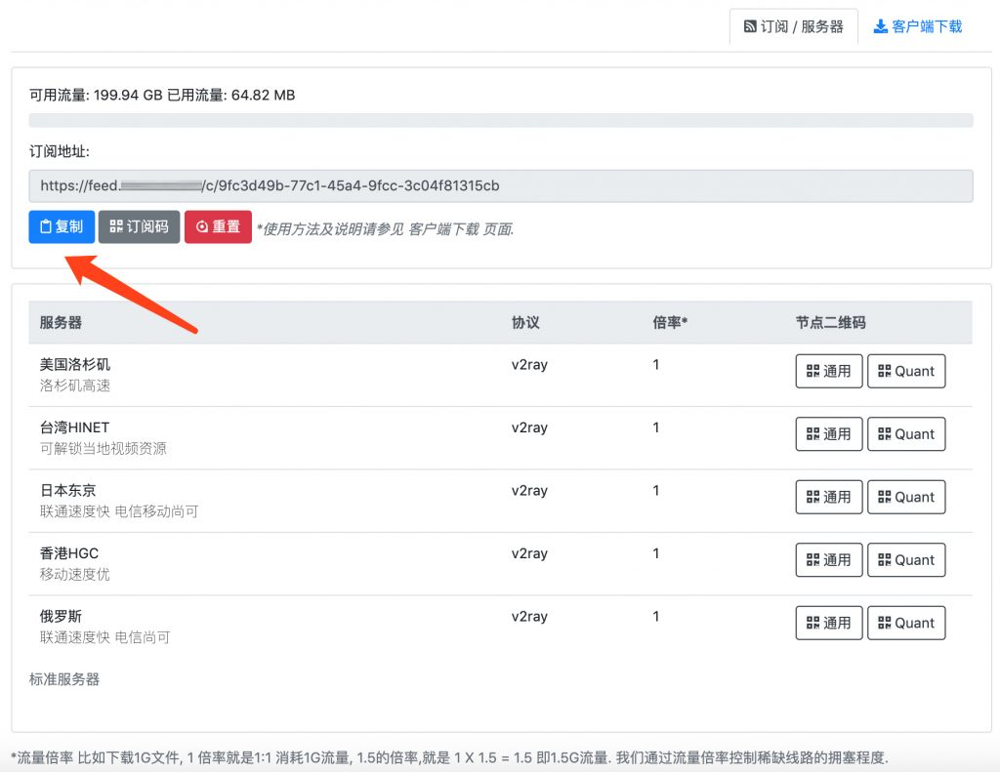 订阅 / 服务器 客户端下载
可用流量: 199.94 GB 已用流量: 64.82 MB
订阅地址:
https://feed. /c/9fc3d49b-77c1-45a4-9fcc-3c04f81315cb
复制 订阅码 重置 *使用方法及说明请参见 客户端下载 页面.
服务器 协议 倍率* 节点二维码
美国洛杉矶 v2ray 1 通用 Quant
洛杉矶高速
台湾HINET v2ray 1 通用 Quant
可解锁当地视频资源
日本东京 v2ray 1 通用 Quant
联通速度快 电信移动尚可
香港HGC v2ray 1 通用 Quant
移动速度优
俄罗斯 v2ray 1 通用 Quant
联通速度快 电信尚可
标准服务器
*流量倍率 比如下载1G文件, 1 倍率就是1:1 消耗1G流量, 1.5的倍率,就是 1 X 1.5 = 1.5 即1.5G流量. 我们通过流量倍率控制稀缺线路的拥塞程度.